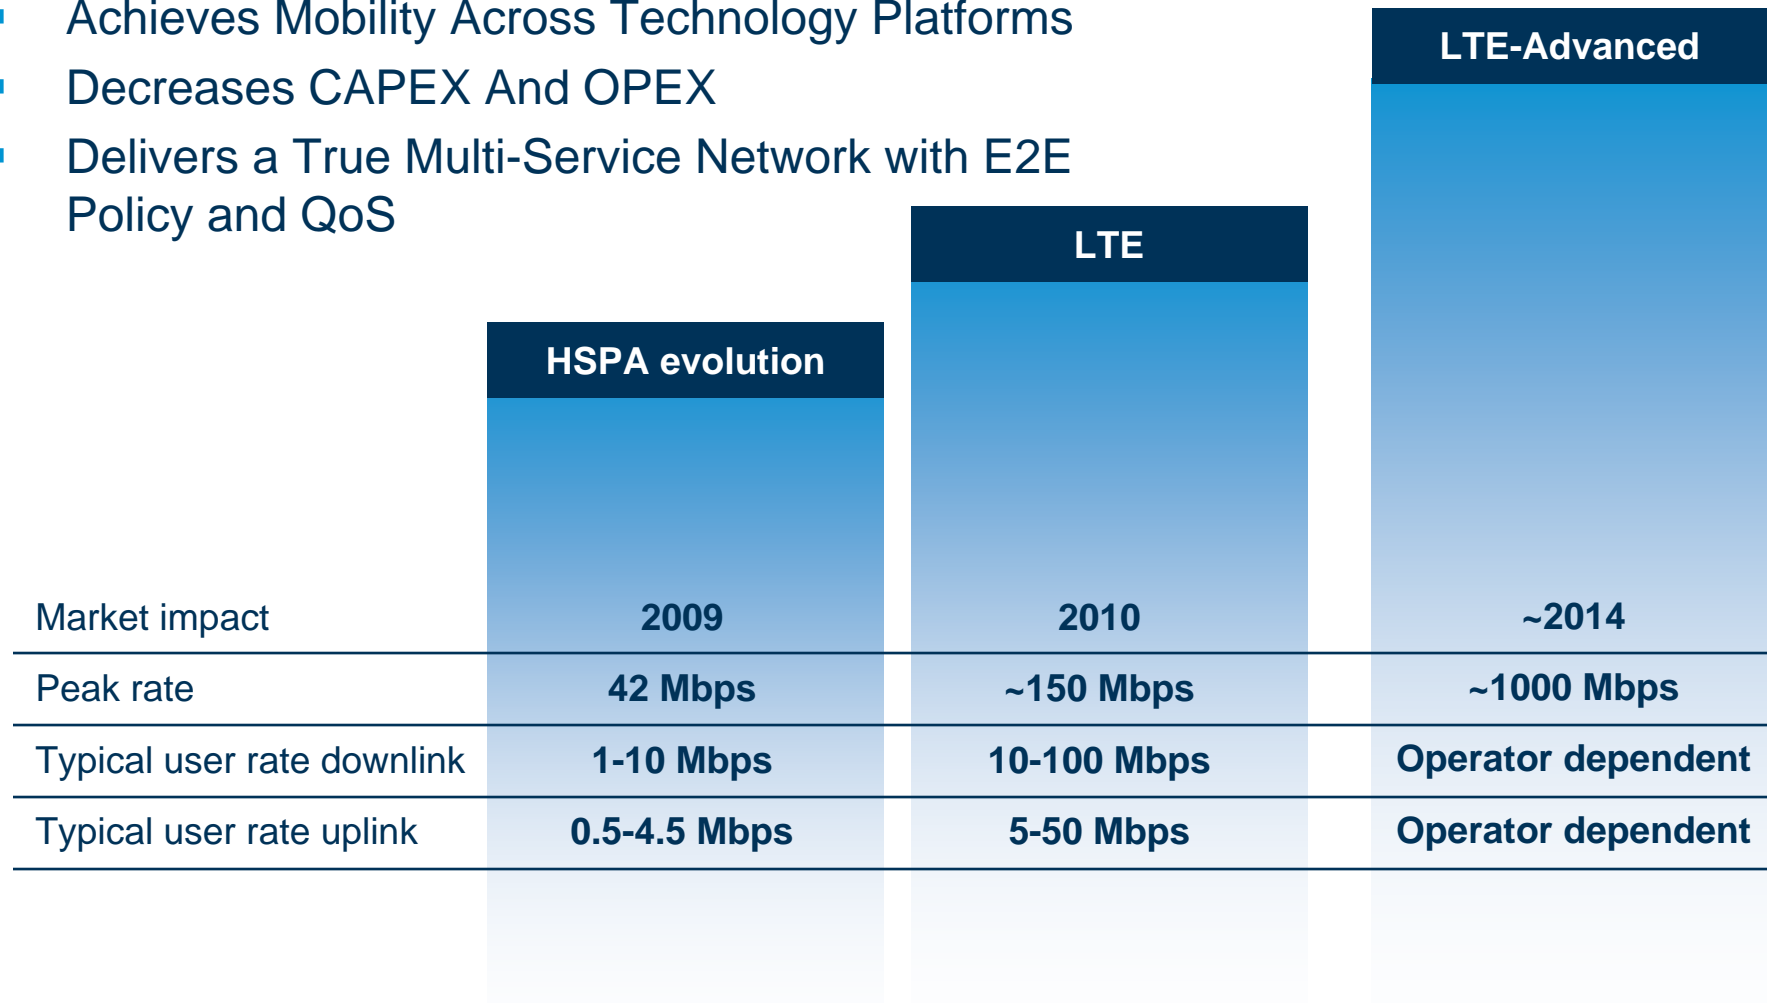 Achieves Mobility Across Technology Platforms
Decreases CAPEX And OPEX
Delivers a True Multi-Service Network with E2E
Policy and QoS
LTE-Advanced
LTE
HSPA evolution
Market impact 2009 2010 ~2014
Peak rate 42 Mbps ~150 Mbps ~1000 Mbps
Typical user rate downlink 1-10 Mbps 10-100 Mbps Operator dependent
Typical user rate uplink 0.5-4.5 Mbps 5-50 Mbps Operator dependent